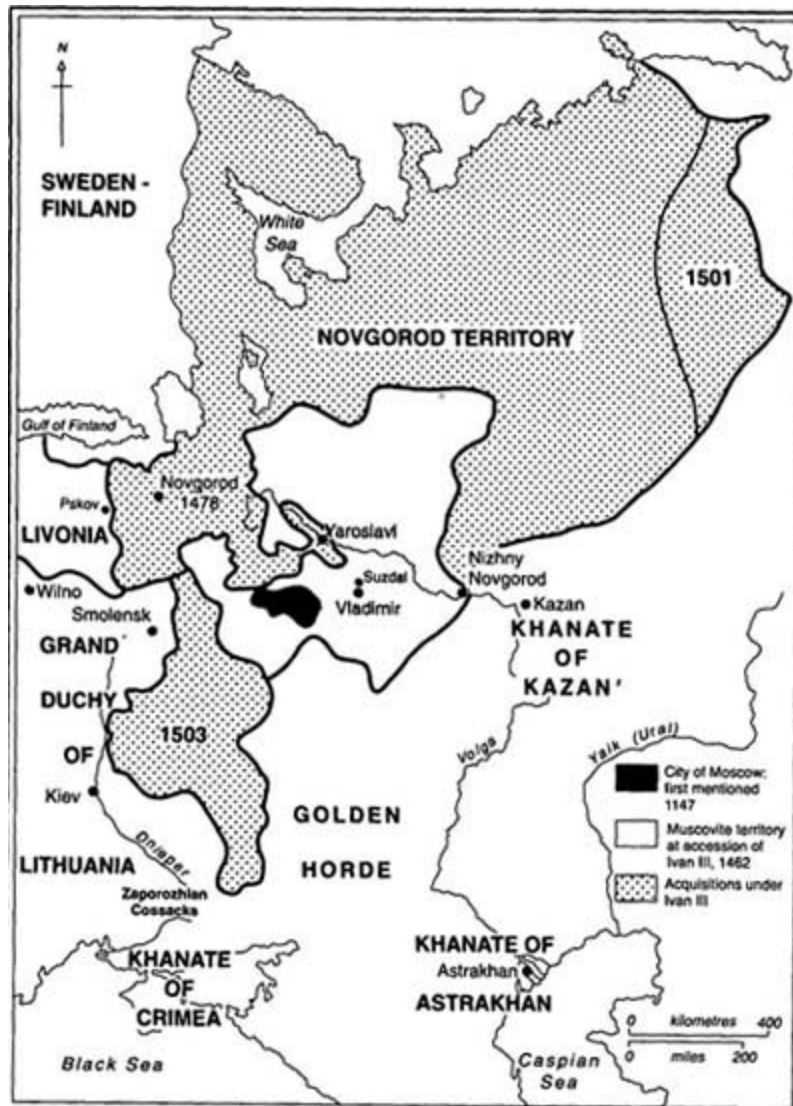 N
SWEDEN -
FINLAND
White
Sea
1501
NOVGOROD TERRITORY
Gulf of Finland
Novgorod
1478
Pskov
LIVONIA
Yaroslavl
Nizhny
Novgorod
Suzdal
Vladimir
Wilno
Kazan
Smolensk
GRAND
DUCHY
OF
LITHUANIA
KHANATE
OF
KAZAN'
1503
Kiev
Dnieper
Volga
Yaik (Ural)
GOLDEN
HORDE
City of Moscow;
first mentioned
1147
Muscovite territory
at accession of
Ivan III, 1462
Acquisitions under
Ivan III
Zaporozhian
Cossacks
KHANATE
OF
CRIMEA
KHANATE OF
Astrakhan
ASTRAKHAN
Black Sea
Caspian
Sea
0 kilometres 400
0 miles 200